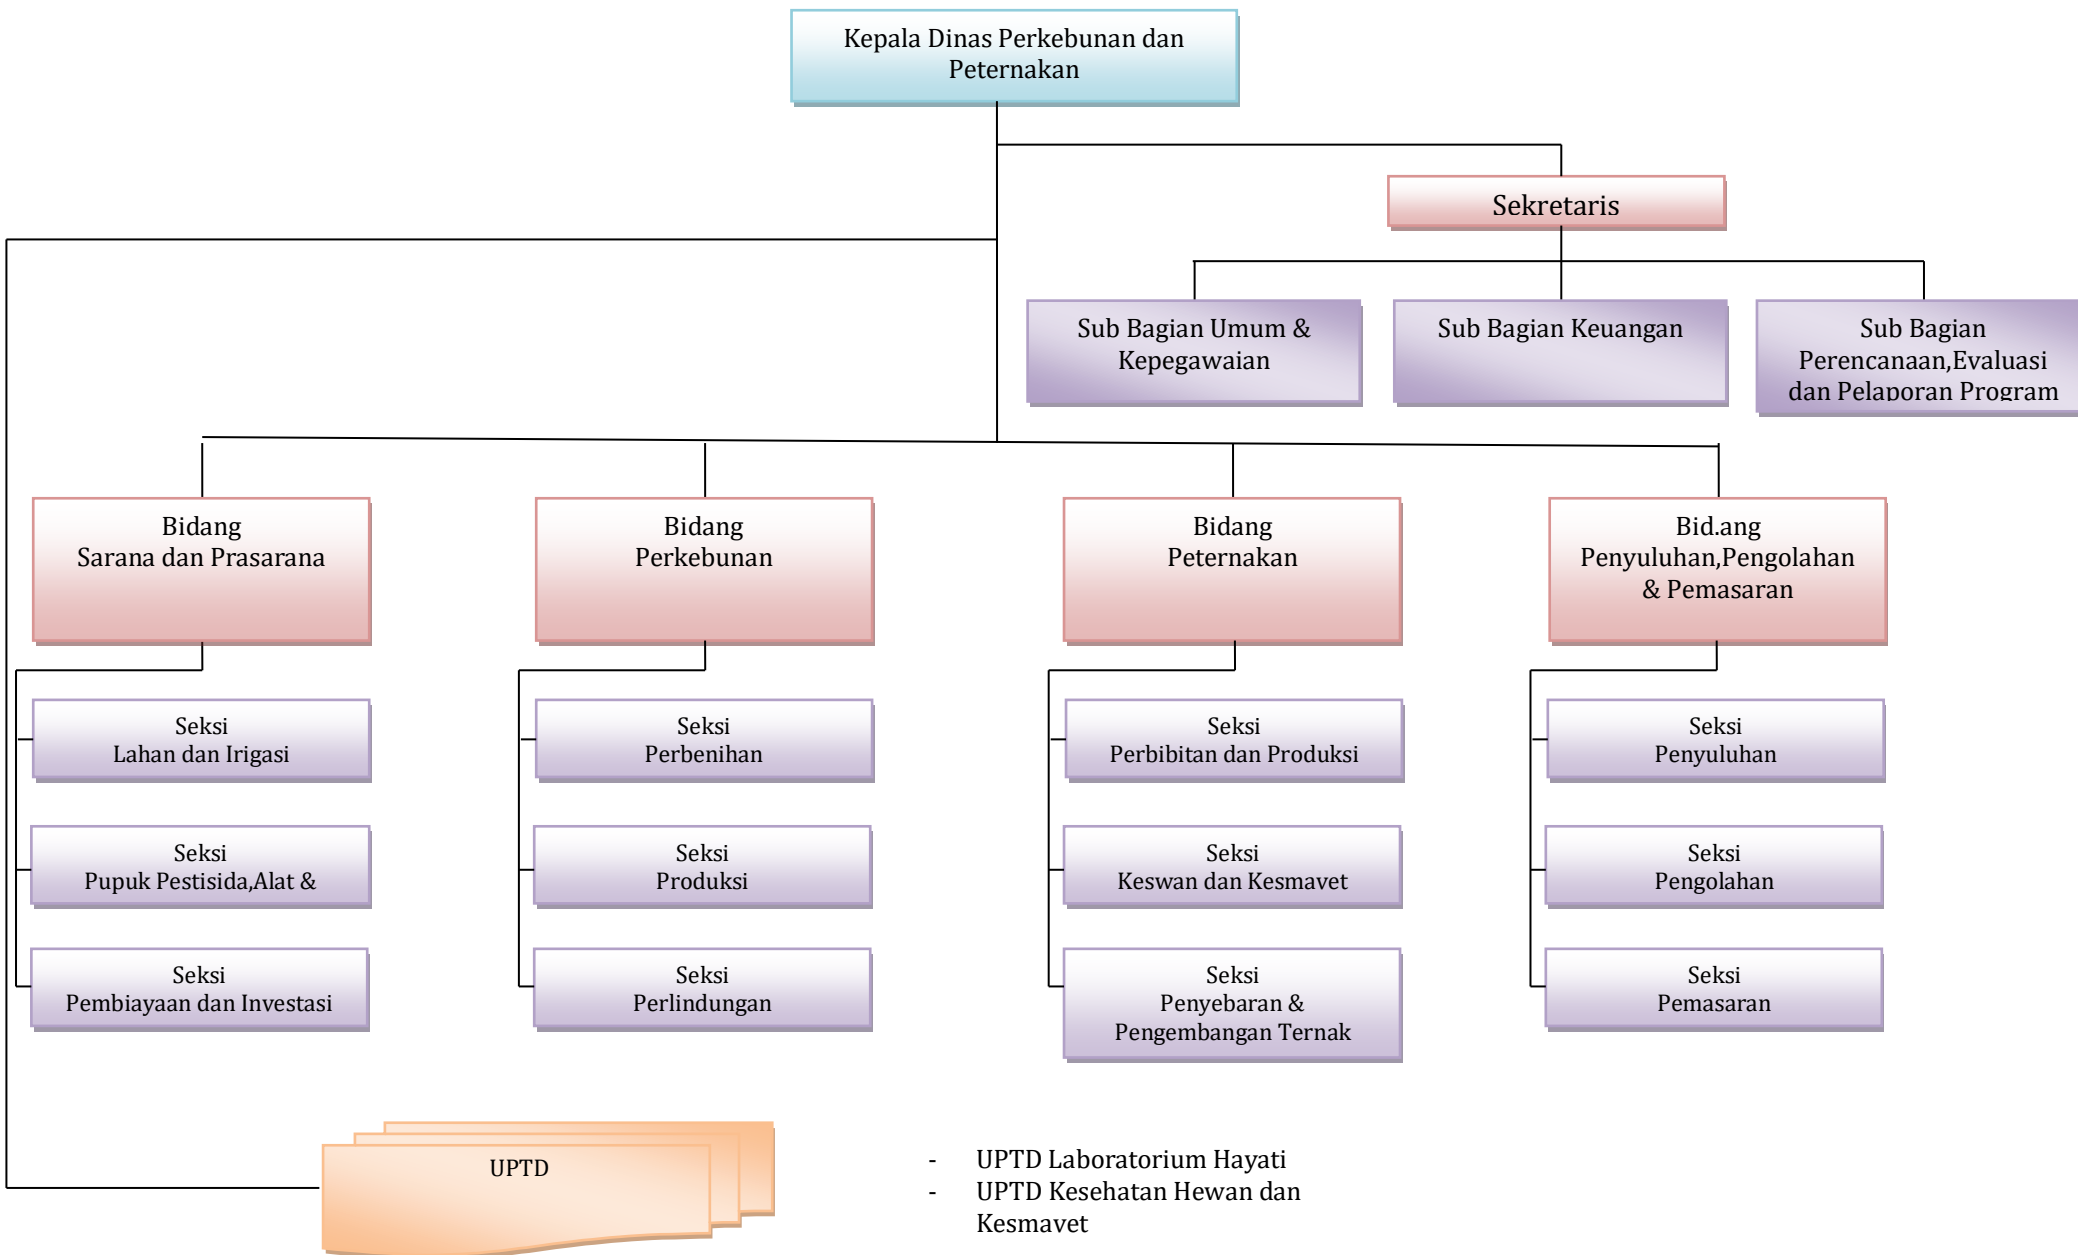 Kepala Dinas Perkebunan dan
Peternakan
Sekretaris
Sub Bagian Umum &
Kepegawaian
Sub Bagian Keuangan
Sub Bagian
Perencanaan,Evaluasi
dan Pelaporan Program
Bidang
Sarana dan Prasarana
Bidang
Perkebunan
Bidang
Peternakan
Bid.ang
Penyuluhan,Pengolahan
& Pemasaran
Seksi
Lahan dan Irigasi
Seksi
Perbenihan
Seksi
Perbibitan dan Produksi
Seksi
Penyuluhan
Seksi
Pupuk Pestisida,Alat &
Seksi
Produksi
Seksi
Keswan dan Kesmavet
Seksi
Pengolahan
Seksi
Pembiayaan dan Investasi
Seksi
Perlindungan
Seksi
Penyebaran &
Pengembangan Ternak
Seksi
Pemasaran
UPTD
- UPTD Laboratorium Hayati
- UPTD Kesehatan Hewan dan
Kesmavet